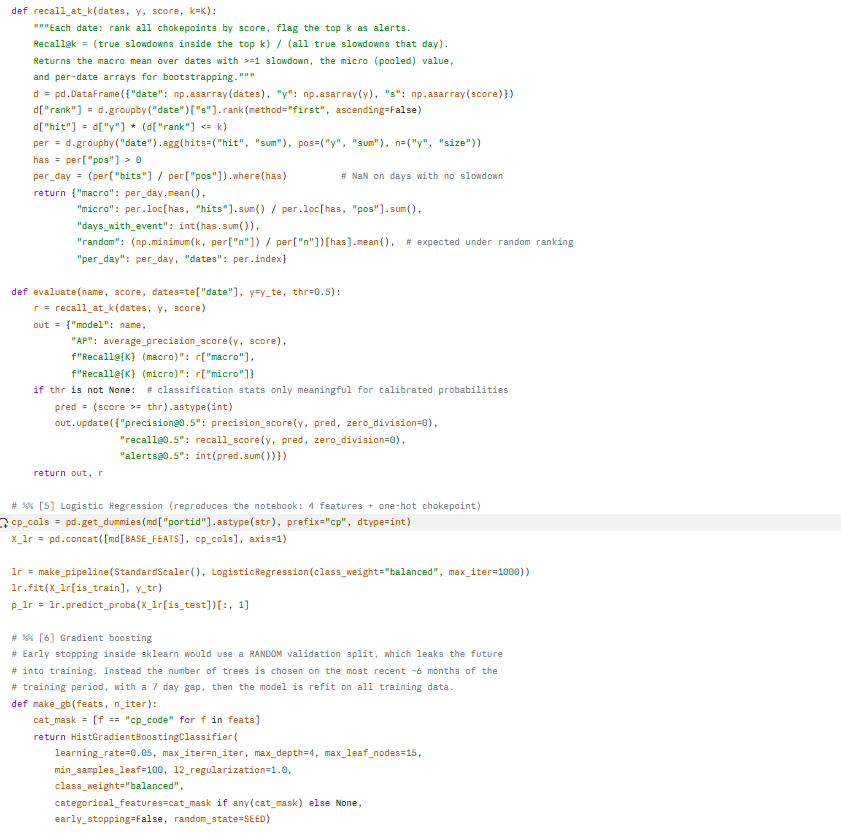 def recall_at_k(dates, y, score, k=K):
    """Each date: rank all chokepoints by score, flag the top k as alerts.
    Recall@k = (true slowdowns inside the top k) / (all true slowdowns that day).
    Returns the macro mean over dates with >=1 slowdown, the micro (pooled) value,
    and per-date arrays for bootstrapping."""
    d = pd.DataFrame({"date": np.asarray(dates), "y": np.asarray(y), "s": np.asarray(score)})
    d["rank"] = d.groupby("date")["s"].rank(method="first", ascending=False)
    d["hit"] = d["y"] * (d["rank"] <= k)
    per = d.groupby("date").agg(hits=("hit", "sum"), pos=("y", "sum"), n=("y", "size"))
    has = per["pos"] > 0
    per_day = (per["hits"] / per["pos"]).where(has)          # NaN on days with no slowdown
    return {"macro": per_day.mean(),
            "micro": per.loc[has, "hits"].sum() / per.loc[has, "pos"].sum(),
            "days_with_event": int(has.sum()),
            "random": (np.minimum(k, per["n"]) / per["n"])[has].mean(),  # expected under random ranking
            "per_day": per_day, "dates": per.index}

def evaluate(name, score, dates=te["date"], y=y_te, thr=0.5):
    r = recall_at_k(dates, y, score)
    out = {"model": name,
           "AP": average_precision_score(y, score),
           f"Recall@{K} (macro)": r["macro"],
           f"Recall@{K} (micro)": r["micro"]}
    if thr is not None:  # classification stats only meaningful for calibrated probabilities
        pred = (score >= thr).astype(int)
        out.update({"precision@0.5": precision_score(y, pred, zero_division=0),
                    "recall@0.5": recall_score(y, pred, zero_division=0),
                    "alerts@0.5": int(pred.sum())})
    return out, r

# %% [5] Logistic Regression (reproduces the notebook: 4 features + one-hot chokepoint)
cp_cols = pd.get_dummies(md["portid"].astype(str), prefix="cp", dtype=int)
X_lr = pd.concat([md[BASE_FEATS], cp_cols], axis=1)

lr = make_pipeline(StandardScaler(), LogisticRegression(class_weight="balanced", max_iter=1000))
lr.fit(X_lr[is_train], y_tr)
p_lr = lr.predict_proba(X_lr[is_test])[:, 1]

# %% [6] Gradient boosting
# Early stopping inside sklearn would use a RANDOM validation split, which leaks the future
# into training. Instead the number of trees is chosen on the most recent ~6 months of the
# training period, with a 7 day gap, then the model is refit on all training data.
def make_gb(feats, n_iter):
    cat_mask = [f == "cp_code" for f in feats]
    return HistGradientBoostingClassifier(
        learning_rate=0.05, max_iter=n_iter, max_depth=4, max_leaf_nodes=15,
        min_samples_leaf=100, l2_regularization=1.0,
        class_weight="balanced",
        categorical_features=cat_mask if any(cat_mask) else None,
        early_stopping=False, random_state=SEED)